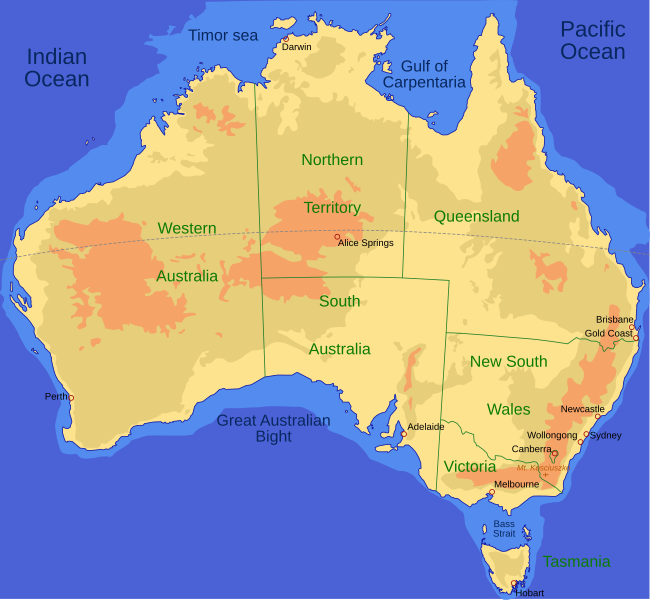 Timor sea
Pacific
Ocean
Indian
Ocean
Darwin
Gulf of
Carpentaria
Northern
Territory
Western
Queensland
Alice Springs
Australia
South
Australia
Brisbane
Gold Coast
New South
Wales
Perth
Newcastle
Great Australian
Bight
Adelaide
Wollongong
Sydney
Canberra
Victoria
Mt. Kosciuszko
Melbourne
Bass
Strait
Tasmania
Hobart